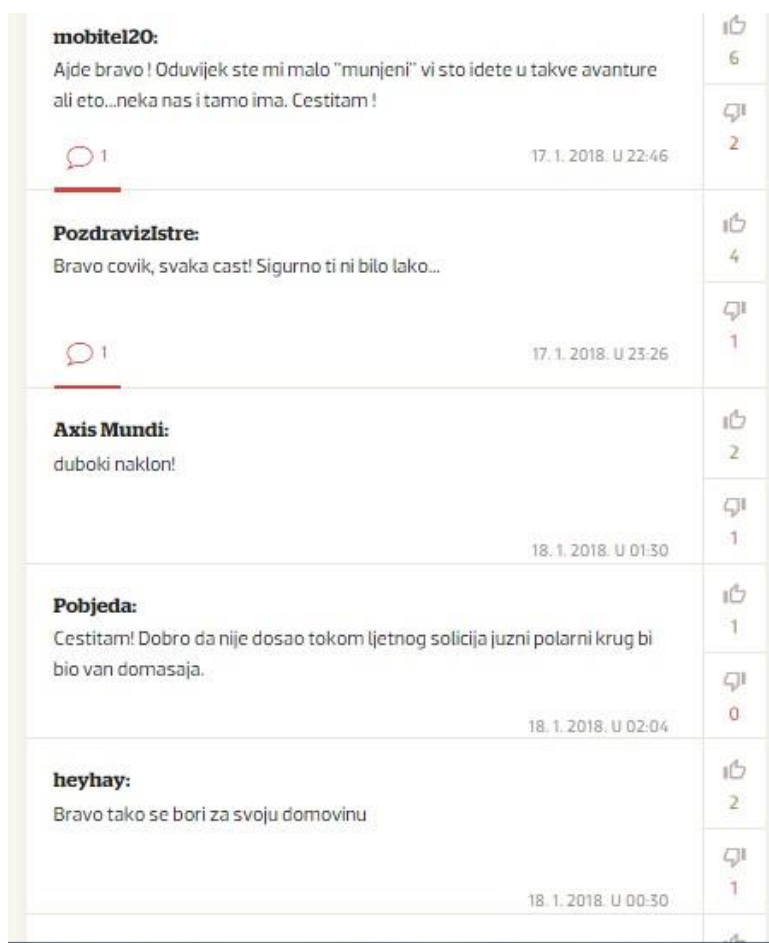 mobitel20:
6
Ajde bravo ! Oduvijek ste mi malo "munjeni" vi sto idete u takve avanture
ali eto...neka nas i tamo ima. Cestitam !
2
1
17. 1. 2018. U 22:46
PozdravizIstre:
4
Bravo covik, svaka cast! Sigurno ti ni bilo lako...
1
1
17. 1. 2018. U 23:26
Axis Mundi:
2
duboki naklon!
1
18. 1. 2018. U 01:30
Pobjeda:
1
Cestitam! Dobro da nije dosao tokom ljetnog solicija juzni polarni krug bi
bio van domasaja.
0
18. 1. 2018. U 02:04
heyhay:
2
Bravo tako se bori za svoju domovinu
1
18. 1. 2018. U 00:30